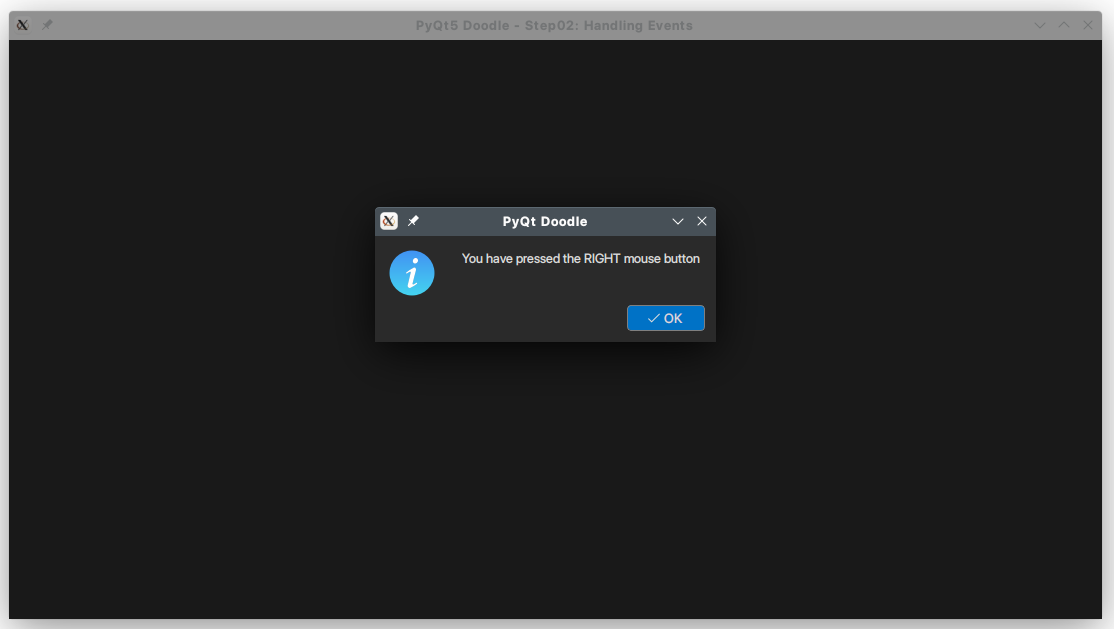 PyQt5 Doodle - Step02: Handling Events
PyQt Doodle
You have pressed the RIGHT mouse button
OK